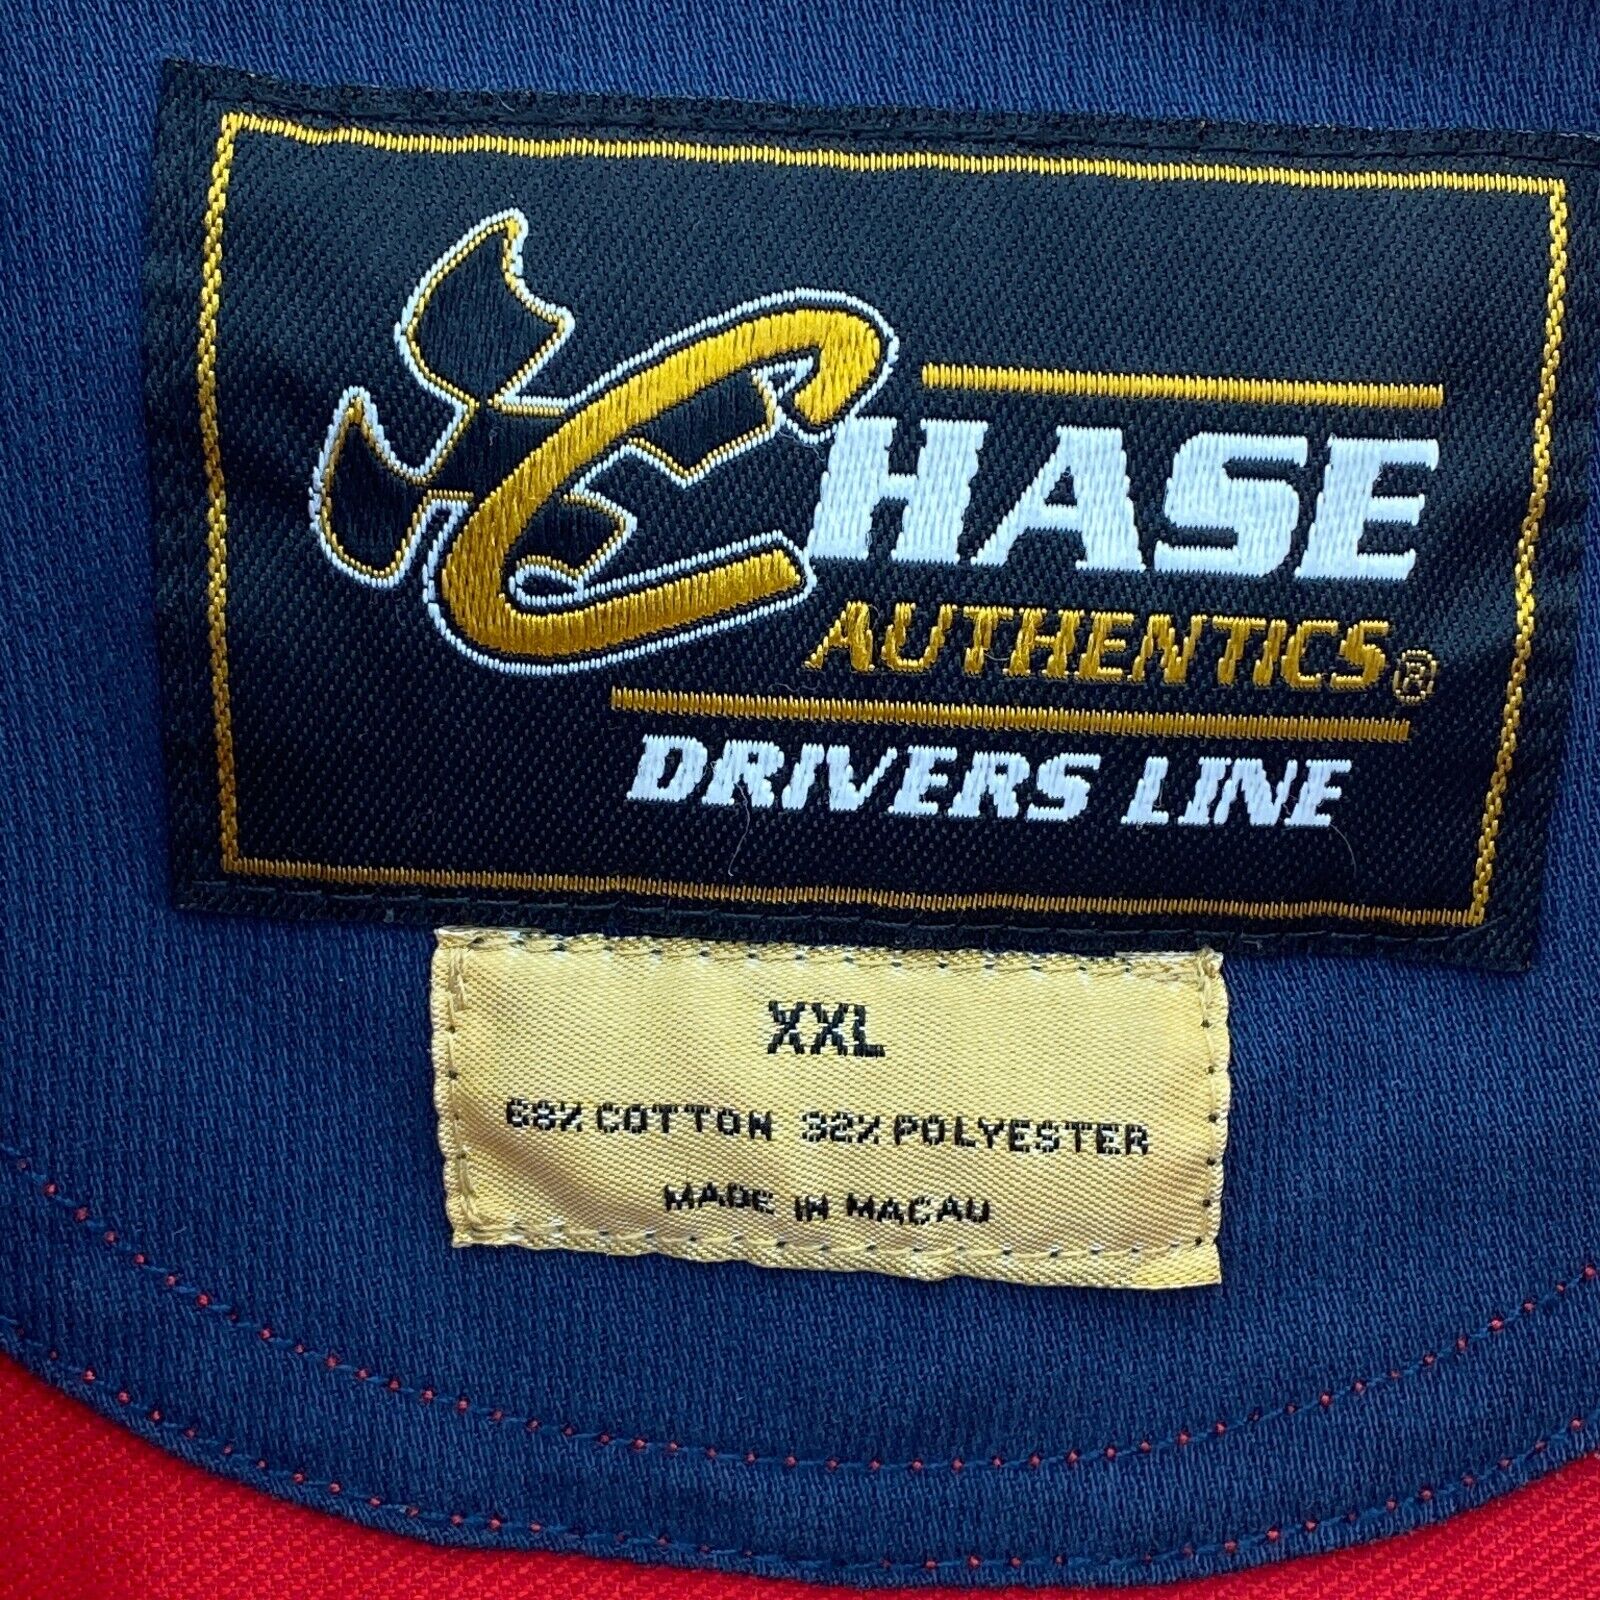 CHASE
AUTHENTICS®
DRIVERS LINE
XXL
68% COTTON 32% POLYESTER
MADE IN MACAU